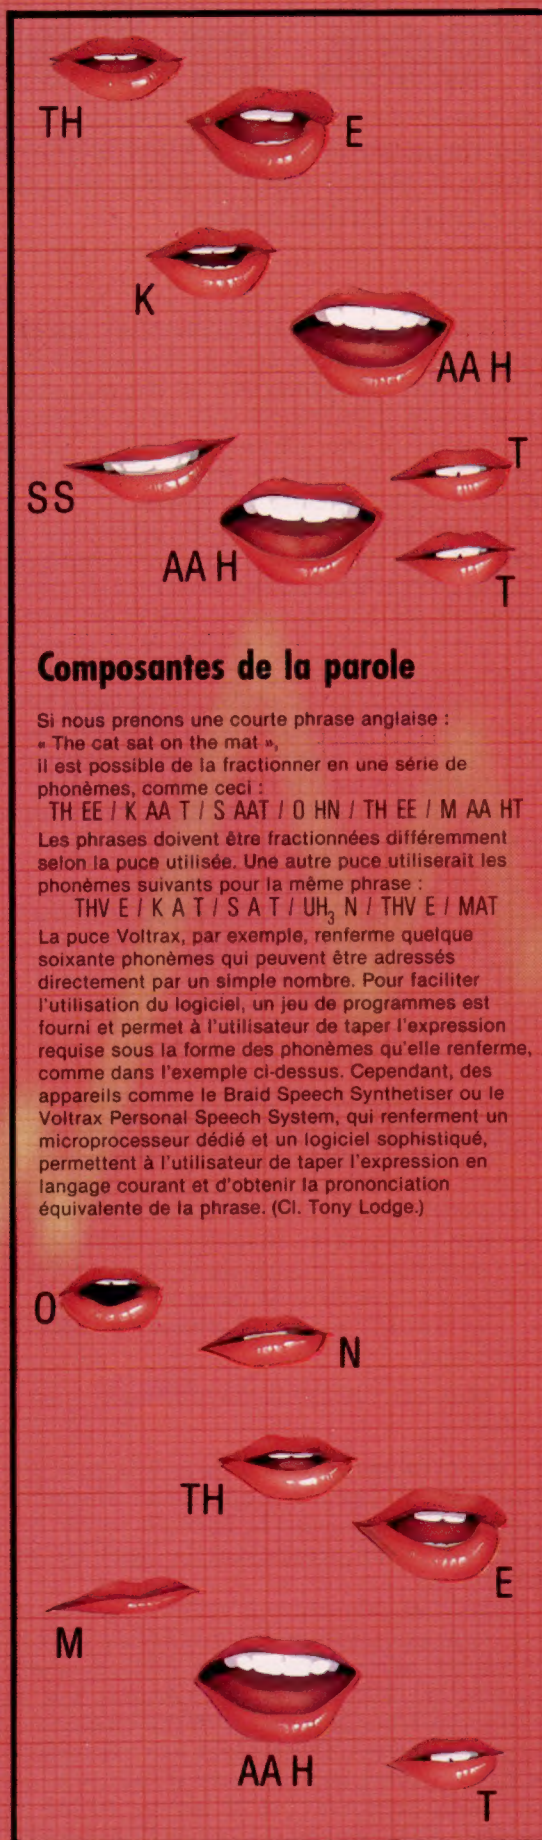 TH
E
K
AA H
SS
AA H
T
T
Composantes de la parole
Si nous prenons une courte phrase anglaise :
« The cat sat on the mat »,
il est possible de la fractionner en une série de
phonèmes, comme ceci :
TH EE / K AA T / S AAT / O HN / TH EE / M AA HT
Les phrases doivent être fractionnées différemment
selon la puce utilisée. Une autre puce utiliserait les
phonèmes suivants pour la même phrase :
THV E / K A T / S A T / UH₃ N / THV E / MAT
La puce Voltrax, par exemple, renferme quelque
soixante phonèmes qui peuvent être adressés
directement par un simple nombre. Pour faciliter
l'utilisation du logiciel, un jeu de programmes est
fourni et permet à l'utilisateur de taper l'expression
requise sous la forme des phonèmes qu'elle renferme,
comme dans l'exemple ci-dessus. Cependant, des
appareils comme le Braid Speech Synthetiser ou le
Voltrax Personal Speech System, qui renferment un
microprocesseur dédié et un logiciel sophistiqué,
permettent à l'utilisateur de taper l'expression en
langage courant et d'obtenir la prononciation
équivalente de la phrase. (Cl. Tony Lodge.)
O
N
TH
E
M
AA H
T